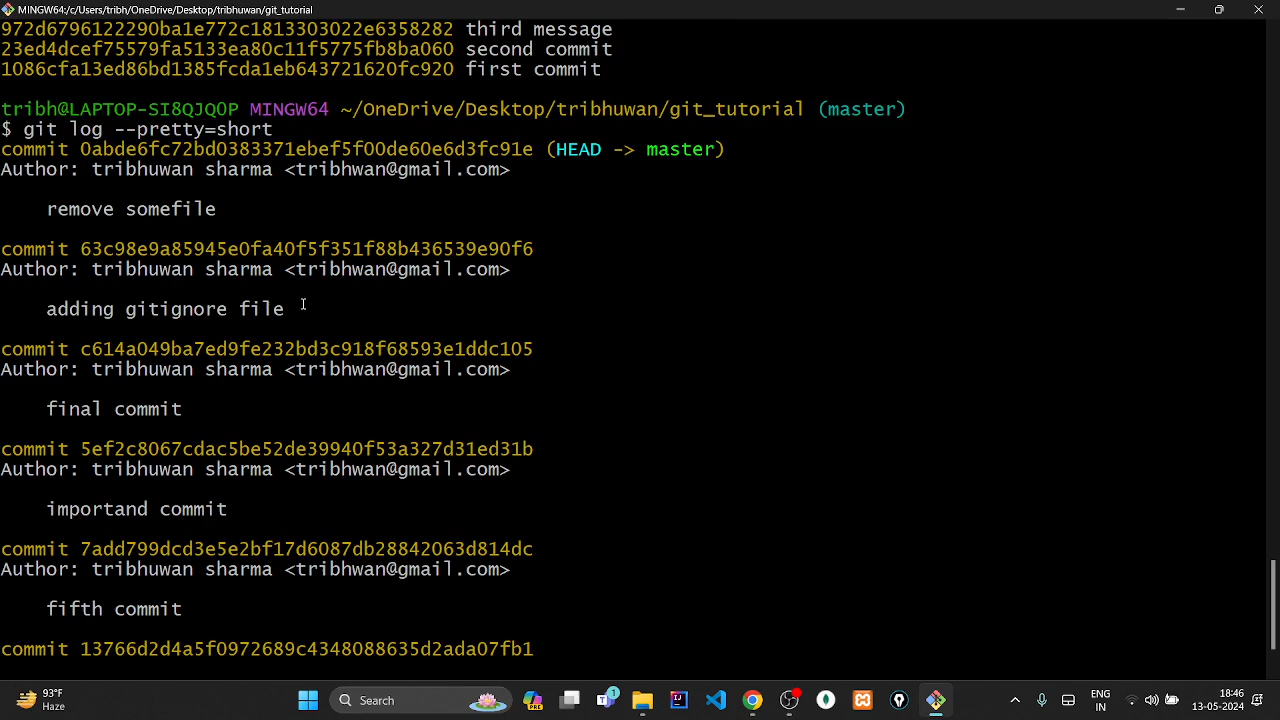 MINGW64:/c/Users/tribh/OneDrive/Desktop/tribhuwan/git_tutorial
972d6796122290ba1e772c1813303022e6358282 third message
23ed4dcef75579fa5133ea80c11f5775fb8ba060 second commit
1086cfa13ed86bd1385fcda1eb643721620fc920 first commit
tribh@LAPTOP-SI8QJQ0P MINGW64 ~/OneDrive/Desktop/tribhuwan/git_tutorial (master)
$ git log --pretty=short
commit 0abde6fc72bd0383371ebef5f00de60e6d3fc91e (HEAD -> master)
Author: tribhuwan sharma <tribhwan@gmail.com>
remove somefile
commit 63c98e9a85945e0fa40f5f351f88b436539e90f6
Author: tribhuwan sharma <tribhwan@gmail.com>
adding gitignore file
commit c614a049ba7ed9fe232bd3c918f68593e1ddc105
Author: tribhuwan sharma <tribhwan@gmail.com>
final commit
commit 5ef2c8067cdac5be52de39940f53a327d31ed31b
Author: tribhuwan sharma <tribhwan@gmail.com>
importand commit
commit 7add799dcd3e5e2bf17d6087db28842063d814dc
Author: tribhuwan sharma <tribhwan@gmail.com>
fifth commit
commit 13766d2d4a5f0972689c4348088635d2ada07fb1
93°F
Haze
Search
PRE
1
ENG
IN
18:46
13-05-2024